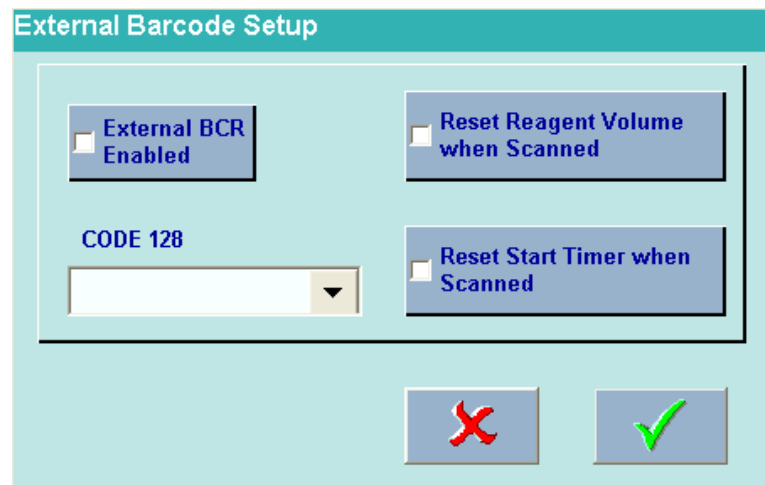 External Barcode Setup
External BCR
Enabled
Reset Reagent Volume
when Scanned
CODE 128
Reset Start Timer when
Scanned